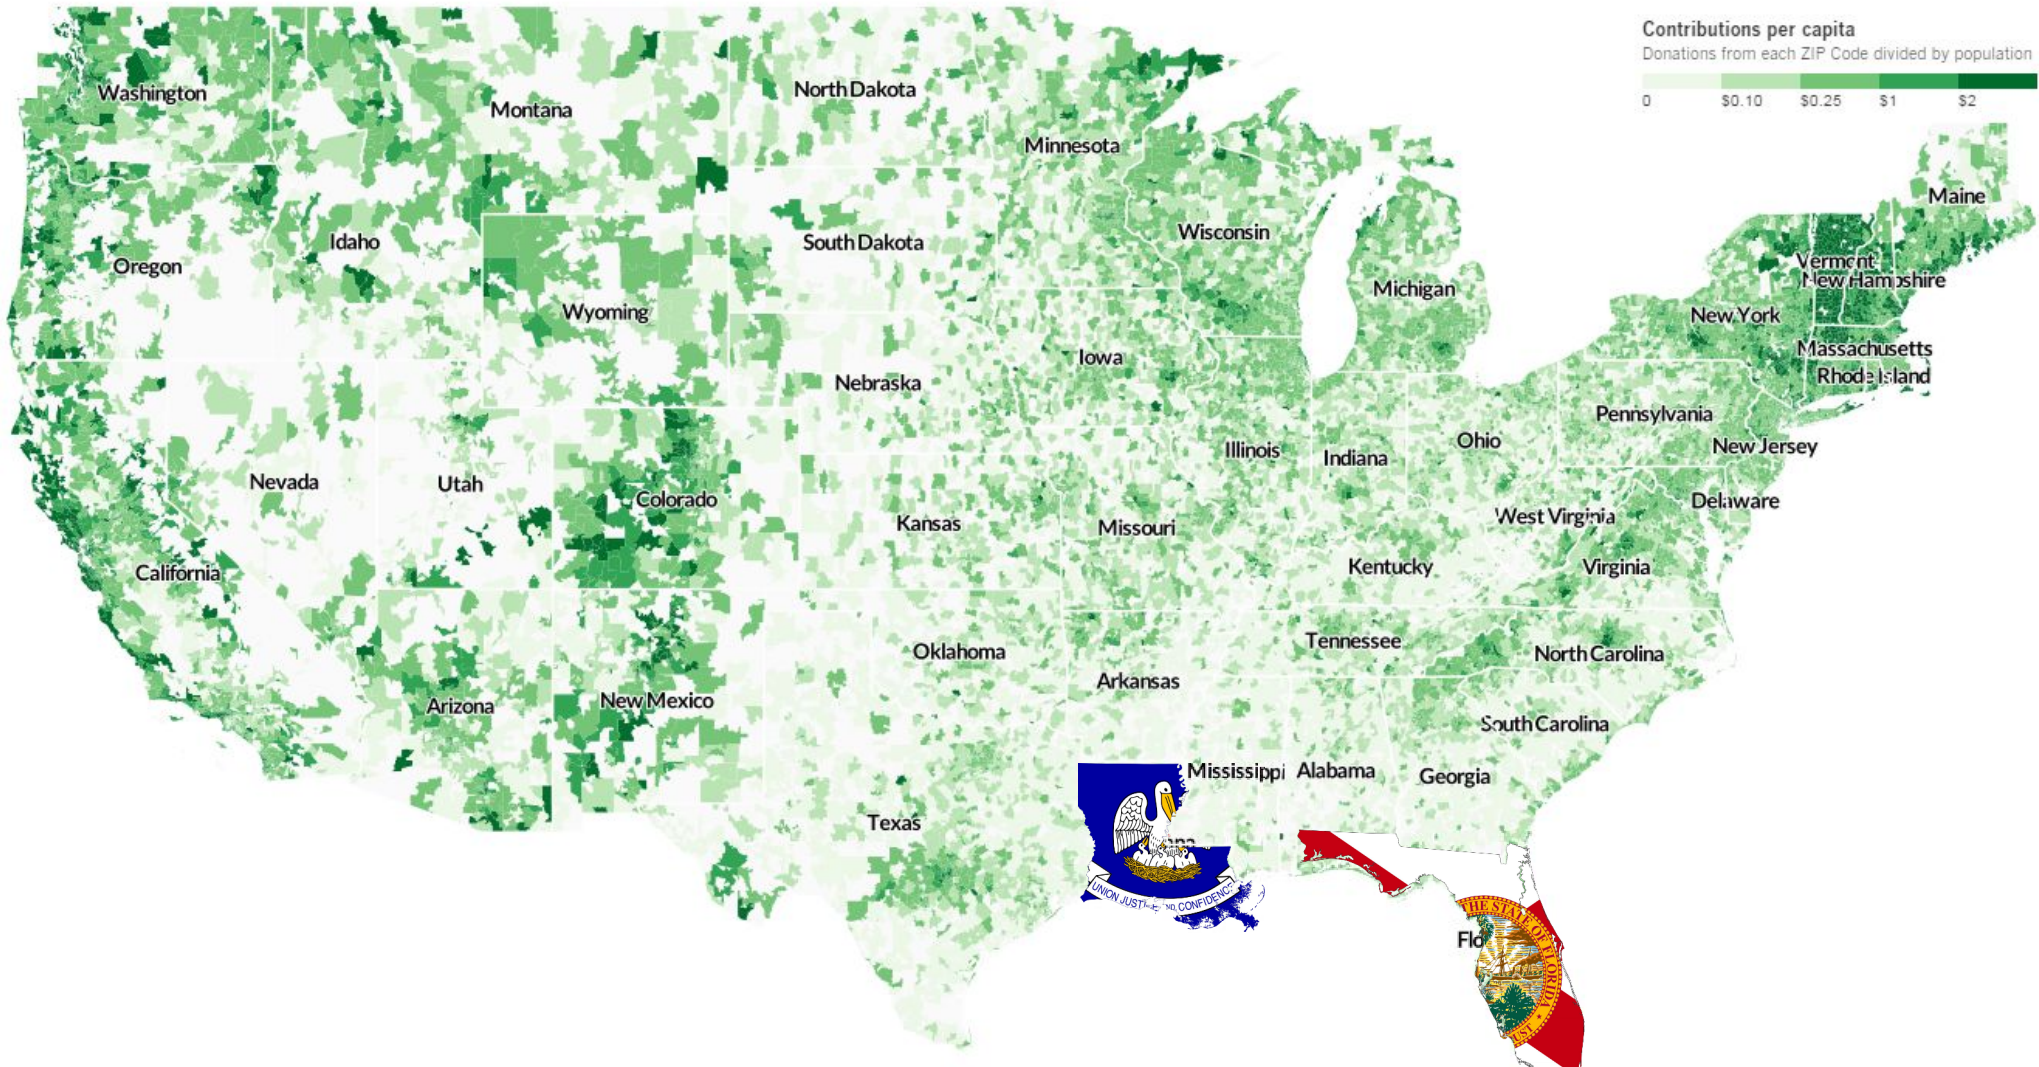 Contributions per capita
Donations from each ZIP Code divided by population
0 $0.10 $0.25 $1 $2
Washington
Montana
North Dakota
Minnesota
Maine
Idaho
South Dakota
Wisconsin
Oregon
Vermont
New Hampshire
Michigan
Wyoming
New York
Massachusetts
Iowa
Rhode Island
Nebraska
Pennsylvania
Ohio
New Jersey
Illinois
Indiana
Nevada
Utah
Colorado
Delaware
Kansas
Missouri
West Virginia
California
Kentucky
Virginia
Tennessee
Oklahoma
North Carolina
Arkansas
New Mexico
Arizona
South Carolina
Mississippi
Alabama
Georgia
Texas
UNION CONFIDENC
THE STATE OF FLORIDA
Flo
UST